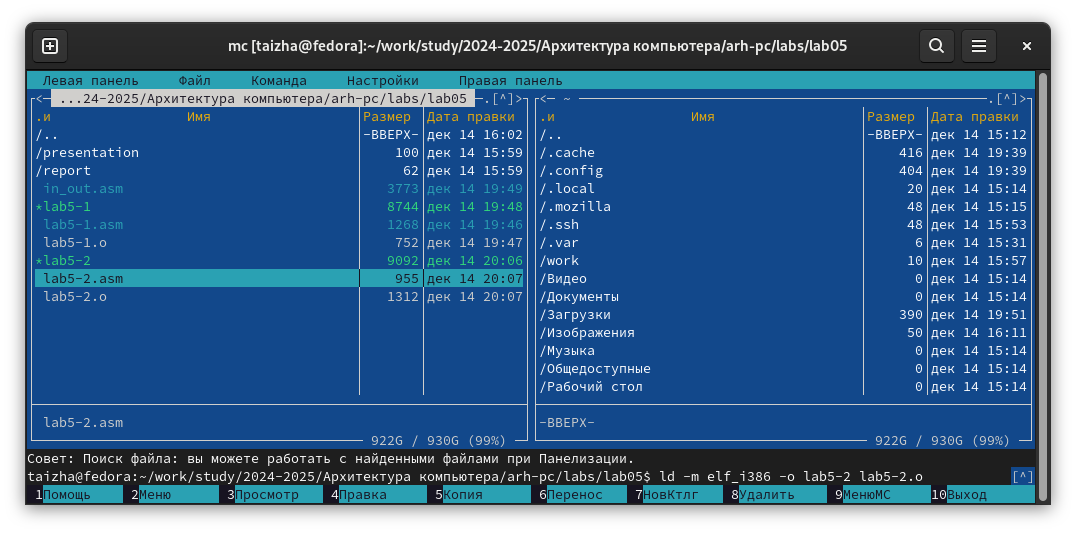 mc [taizha@fedora]:~/work/study/2024-2025/Архитектура компьютера/arh-pc/labs/lab05
Левая панель Файл Команда Настройки Правая панель
<— ...24-2025/Архитектура компьютера/arh-pc/labs/lab05 —.[^]>
.и Имя Размер Дата правки
/.. -ВВЕРХ- дек 14 16:02
/presentation 100 дек 14 15:59
/report 62 дек 14 15:59
in_out.asm 3773 дек 14 19:49
*lab5-1 8744 дек 14 19:48
lab5-1.asm 1268 дек 14 19:46
lab5-1.o 752 дек 14 19:47
*lab5-2 9092 дек 14 20:06
lab5-2.asm 955 дек 14 20:07
lab5-2.o 1312 дек 14 20:07
lab5-2.asm
922G / 930G (99%)
<— ~ —.[^]>
.и Имя Размер Дата правки
/.. -ВВЕРХ- дек 14 15:12
/.cache 416 дек 14 19:39
/.config 404 дек 14 19:39
/.local 20 дек 14 15:14
/.mozilla 48 дек 14 15:15
/.ssh 48 дек 14 15:53
/.var 6 дек 14 15:31
/work 10 дек 14 15:57
/Видео 0 дек 14 15:14
/Документы 0 дек 14 15:14
/Загрузки 390 дек 14 19:51
/Изображения 50 дек 14 16:11
/Музыка 0 дек 14 15:14
/Общедоступные 0 дек 14 15:14
/Рабочий стол 0 дек 14 15:14
-ВВЕРХ-
922G / 930G (99%)
Совет: Поиск файла: вы можете работать с найденными файлами при Панелизации.
taizha@fedora:~/work/study/2024-2025/Архитектура компьютера/arh-pc/labs/lab05$ ld -m elf_i386 -o lab5-2 lab5-2.o [^]
1Помощь 2Меню 3Просмотр 4Правка 5Копия 6Перенос 7НовКтлг 8Удалить 9МенюМС 10Выход